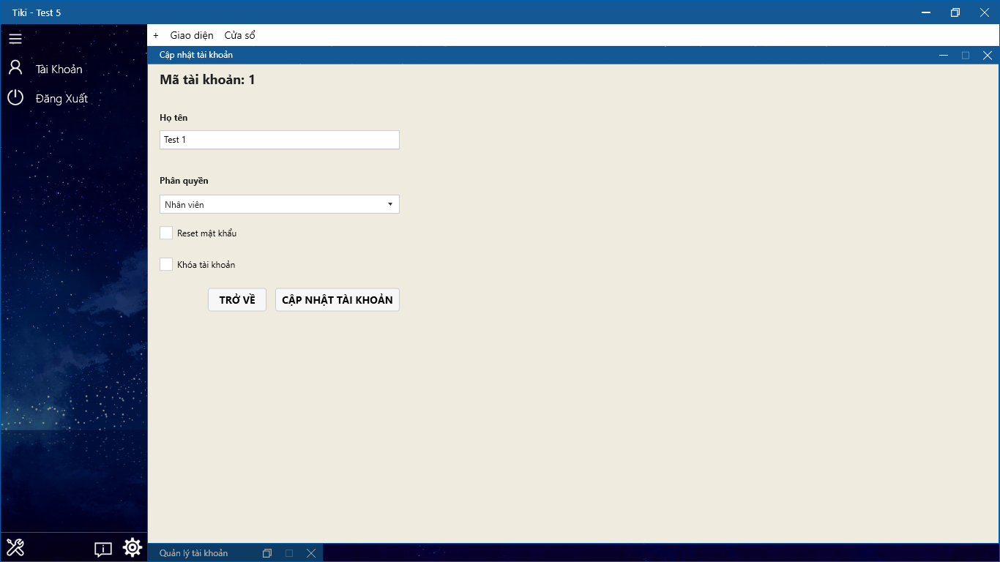 Tiki - Test 5
+ Giao diện Cửa sổ
Tài Khoản
Đăng Xuất
Cập nhật tài khoản
Mã tài khoản: 1
Họ tên
Test 1
Phân quyền
Nhân viên
Reset mật khẩu
Khóa tài khoản
TRỞ VỀ CẬP NHẬT TÀI KHOẢN
Quản lý tài khoản